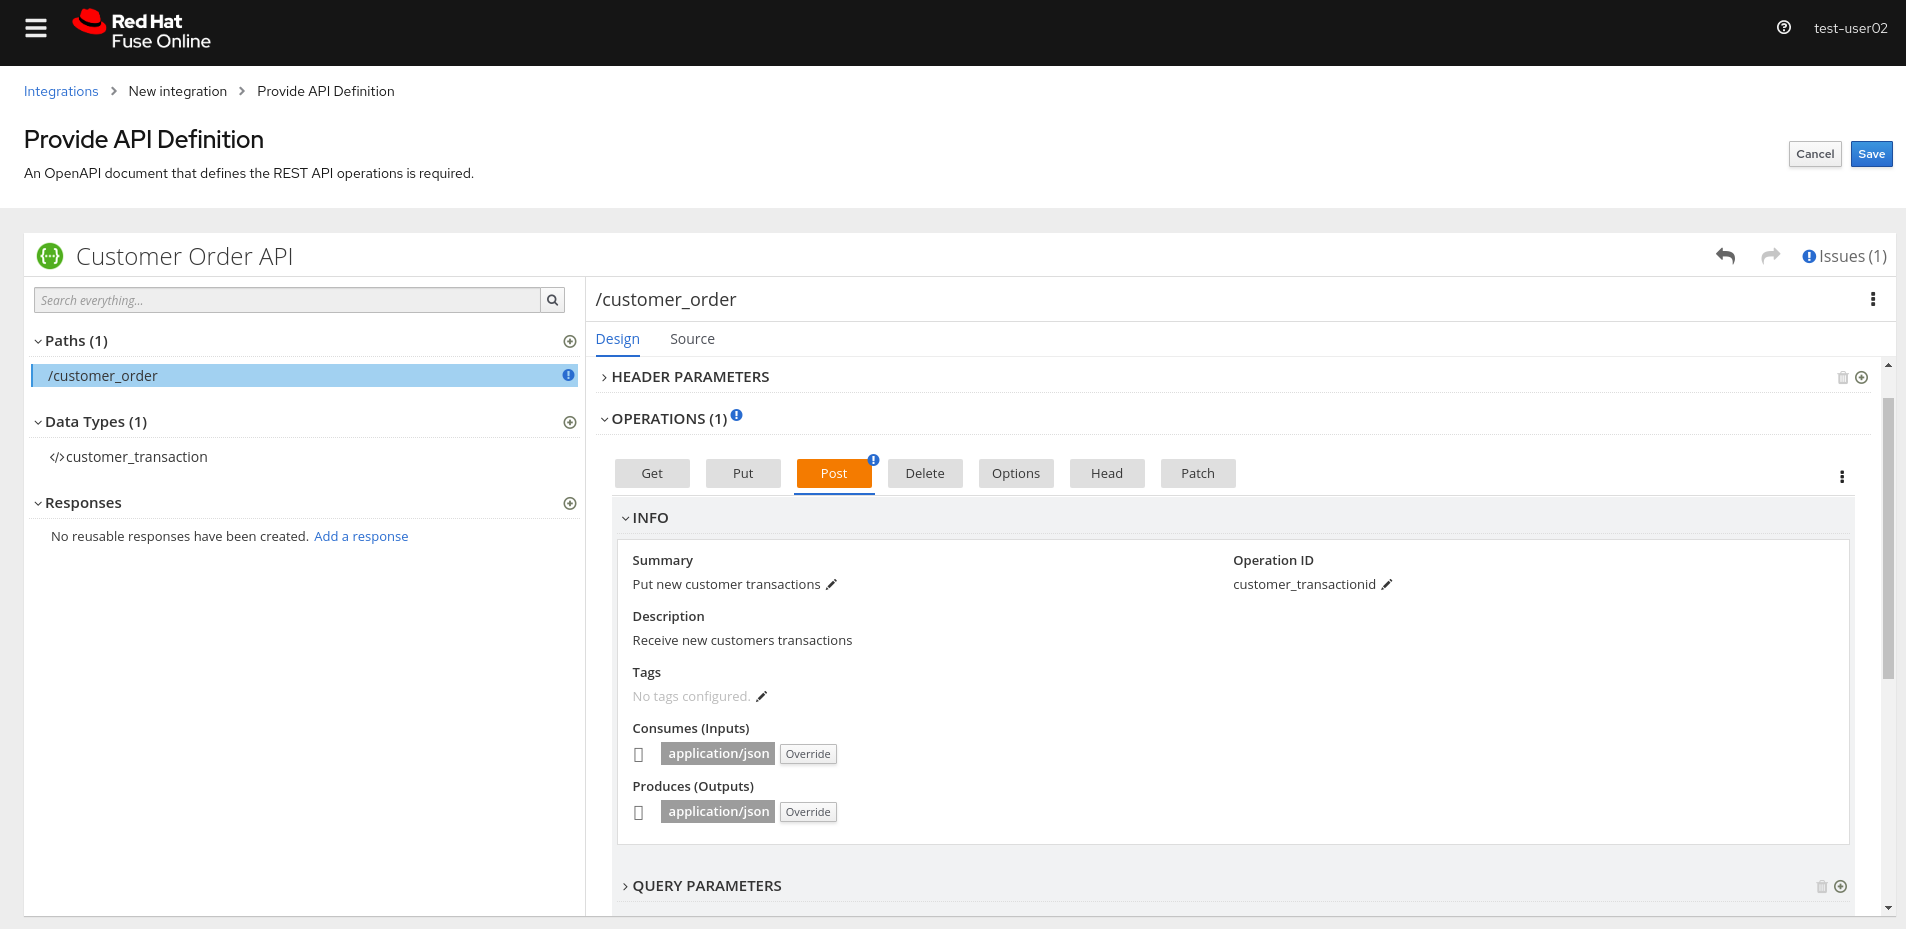 Red Hat
Fuse Online
test-user02
Integrations > New integration > Provide API Definition
Provide API Definition
An OpenAPI document that defines the REST API operations is required.
Cancel
Save
Customer Order API
Issues (1)
Search everything...
Paths (1)
/customer_order
Data Types (1)
</> customer_transaction
Responses
No reusable responses have been created. Add a response
/customer_order
Design
Source
HEADER PARAMETERS
OPERATIONS (1)
Get
Put
Post
Delete
Options
Head
Patch
INFO
Summary
Put new customer transactions
Operation ID
customer_transactionid
Description
Receive new customers transactions
Tags
No tags configured.
Consumes (Inputs)
application/json Override
Produces (Outputs)
application/json Override
QUERY PARAMETERS